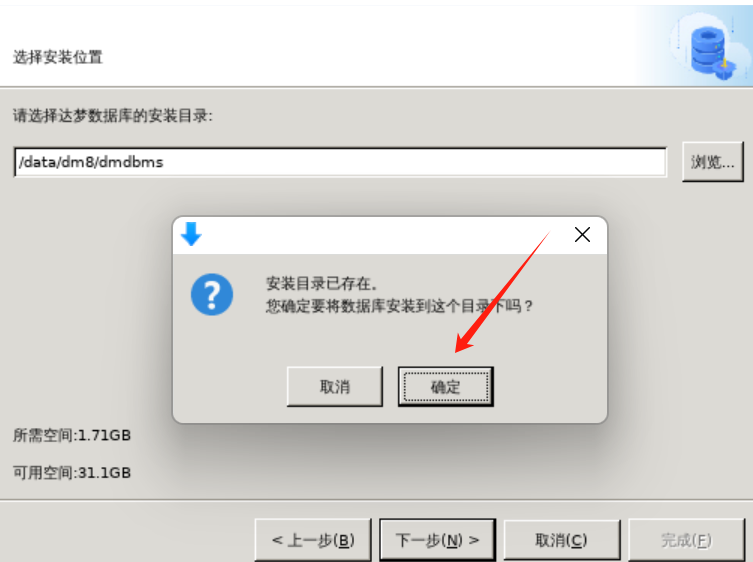 选择安装位置
请选择达梦数据库的安装目录:
/data/dm8/dmdbms
浏览...
安装目录已存在。
您确定要将数据库安装到这个目录下吗？
取消
确定
所需空间:1.71GB
可用空间:31.1GB
< 上一步(B)
下一步(N) >
取消(C)
完成(F)